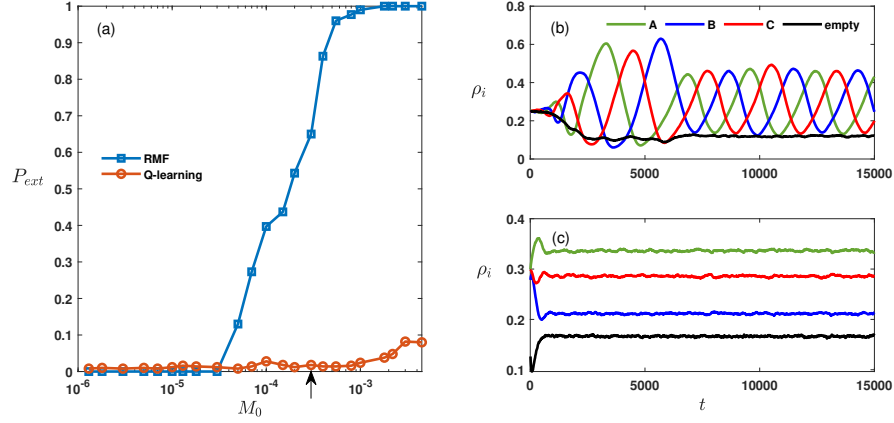 (a)
1
0.9
0.8
0.7
0.6
0.5
0.4
0.3
0.2
0.1
0
P_ext
RMF
Q-learning
10^-6
10^-5
10^-4
10^-3
M_0
(b)
A B C empty
0.8
0.6
0.4
0.2
0
ρ_i
0 5000 10000 15000
(c)
0.4
0.3
0.2
0.1
ρ_i
0 5000 10000 15000
t